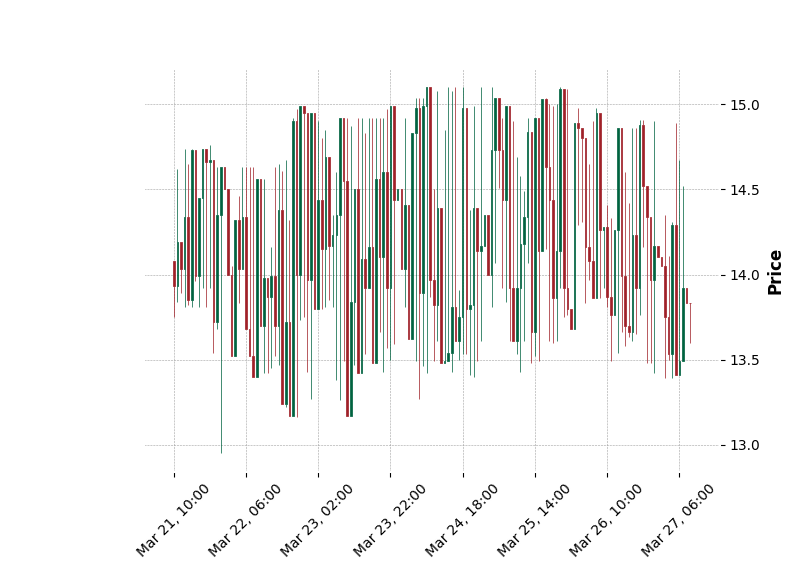 15.0
14.5
14.0
13.5
13.0
Price
Mar 21, 10:00
Mar 22, 06:00
Mar 23, 02:00
Mar 23, 22:00
Mar 24, 18:00
Mar 25, 14:00
Mar 26, 10:00
Mar 27, 06:00